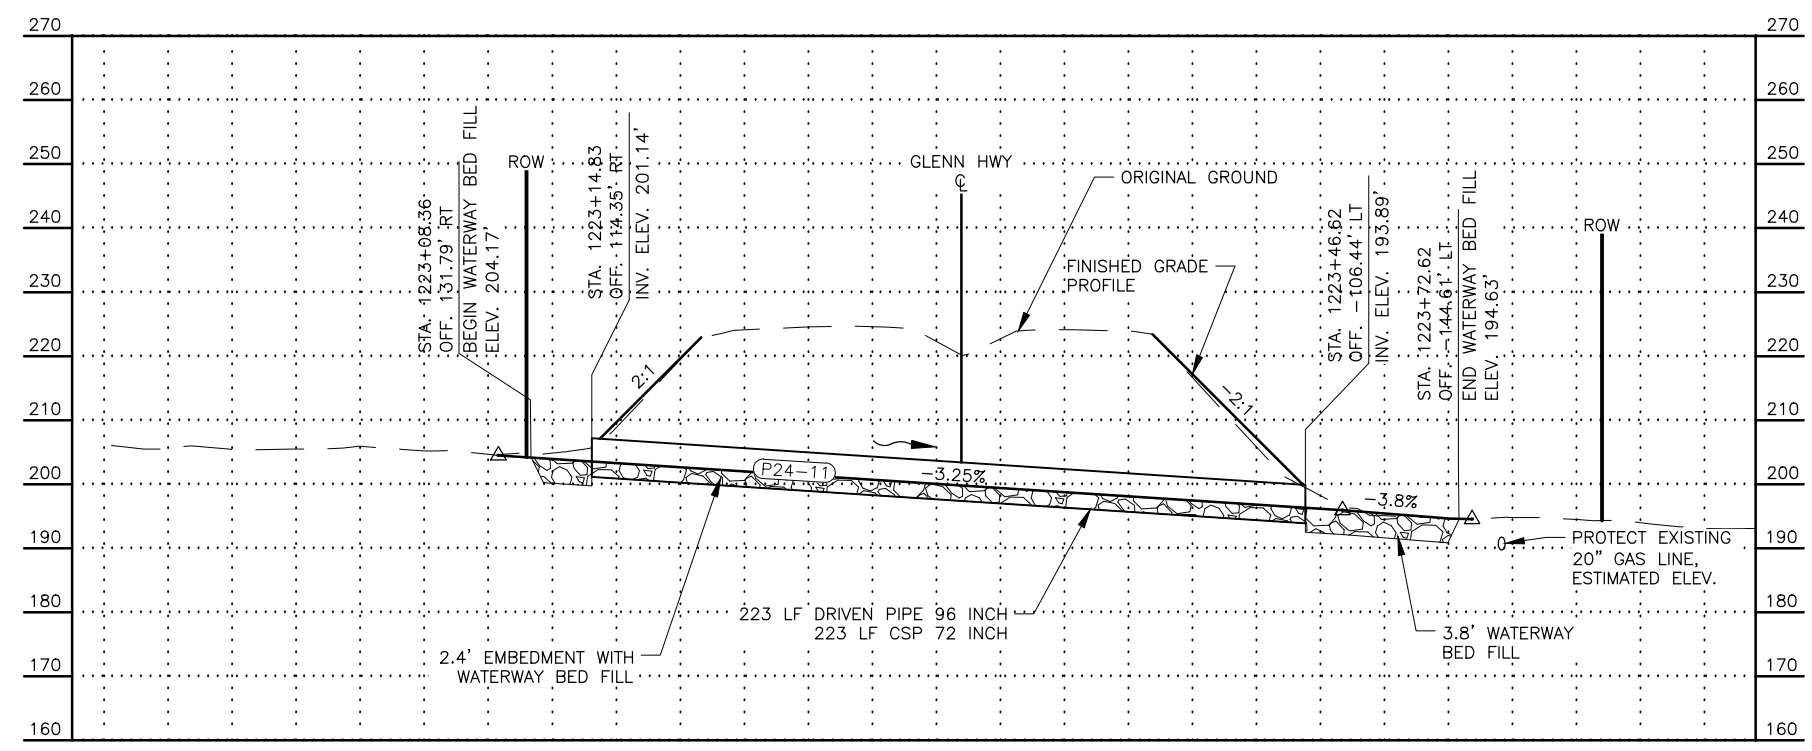 270
260
250
240
230
220
210
200
190
180
170
160
270
260
250
240
230
220
210
200
190
180
170
160
STA. 1223+08.36
OFF. 131.79' RT
BEGIN WATERWAY BED FILL
ELEV. 204.17'
ROW
STA. 1223+14.83
OFF. 114.35' RT
INV. ELEV. 201.14'
GLENN HWY
℄
ORIGINAL GROUND
FINISHED GRADE
PROFILE
STA. 1223+46.62
OFF. -106.44' LT
INV. ELEV. 193.89'
STA. 1223+72.62
OFF. -144.61' LT
END WATERWAY BED FILL
ELEV. 194.63'
ROW
2:1
-2:1
P24-11
-3.25%
-3.8%
PROTECT EXISTING
20" GAS LINE,
ESTIMATED ELEV.
223 LF DRIVEN PIPE 96 INCH
223 LF CSP 72 INCH
3.8' WATERWAY
BED FILL
2.4' EMBEDMENT WITH
WATERWAY BED FILL